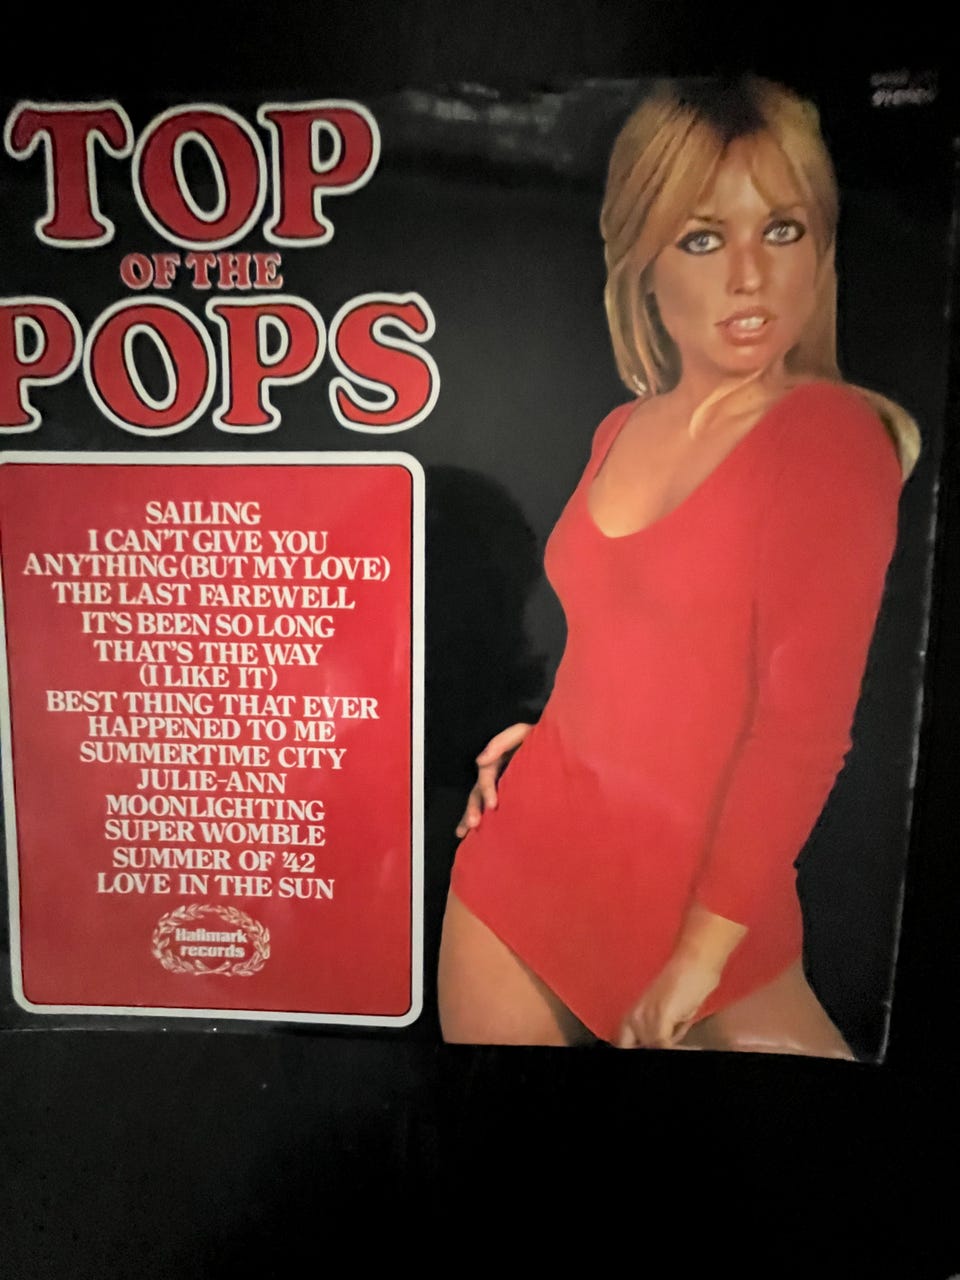 TOP
OF THE
POPS
STEREO
SAILING
I CAN'T GIVE YOU
ANYTHING (BUT MY LOVE)
THE LAST FAREWELL
IT'S BEEN SO LONG
THAT'S THE WAY
(I LIKE IT)
BEST THING THAT EVER
HAPPENED TO ME
SUMMERTIME CITY
JULIE-ANN
MOONLIGHTING
SUPER WOMBLE
SUMMER OF '42
LOVE IN THE SUN
Hallmark
records